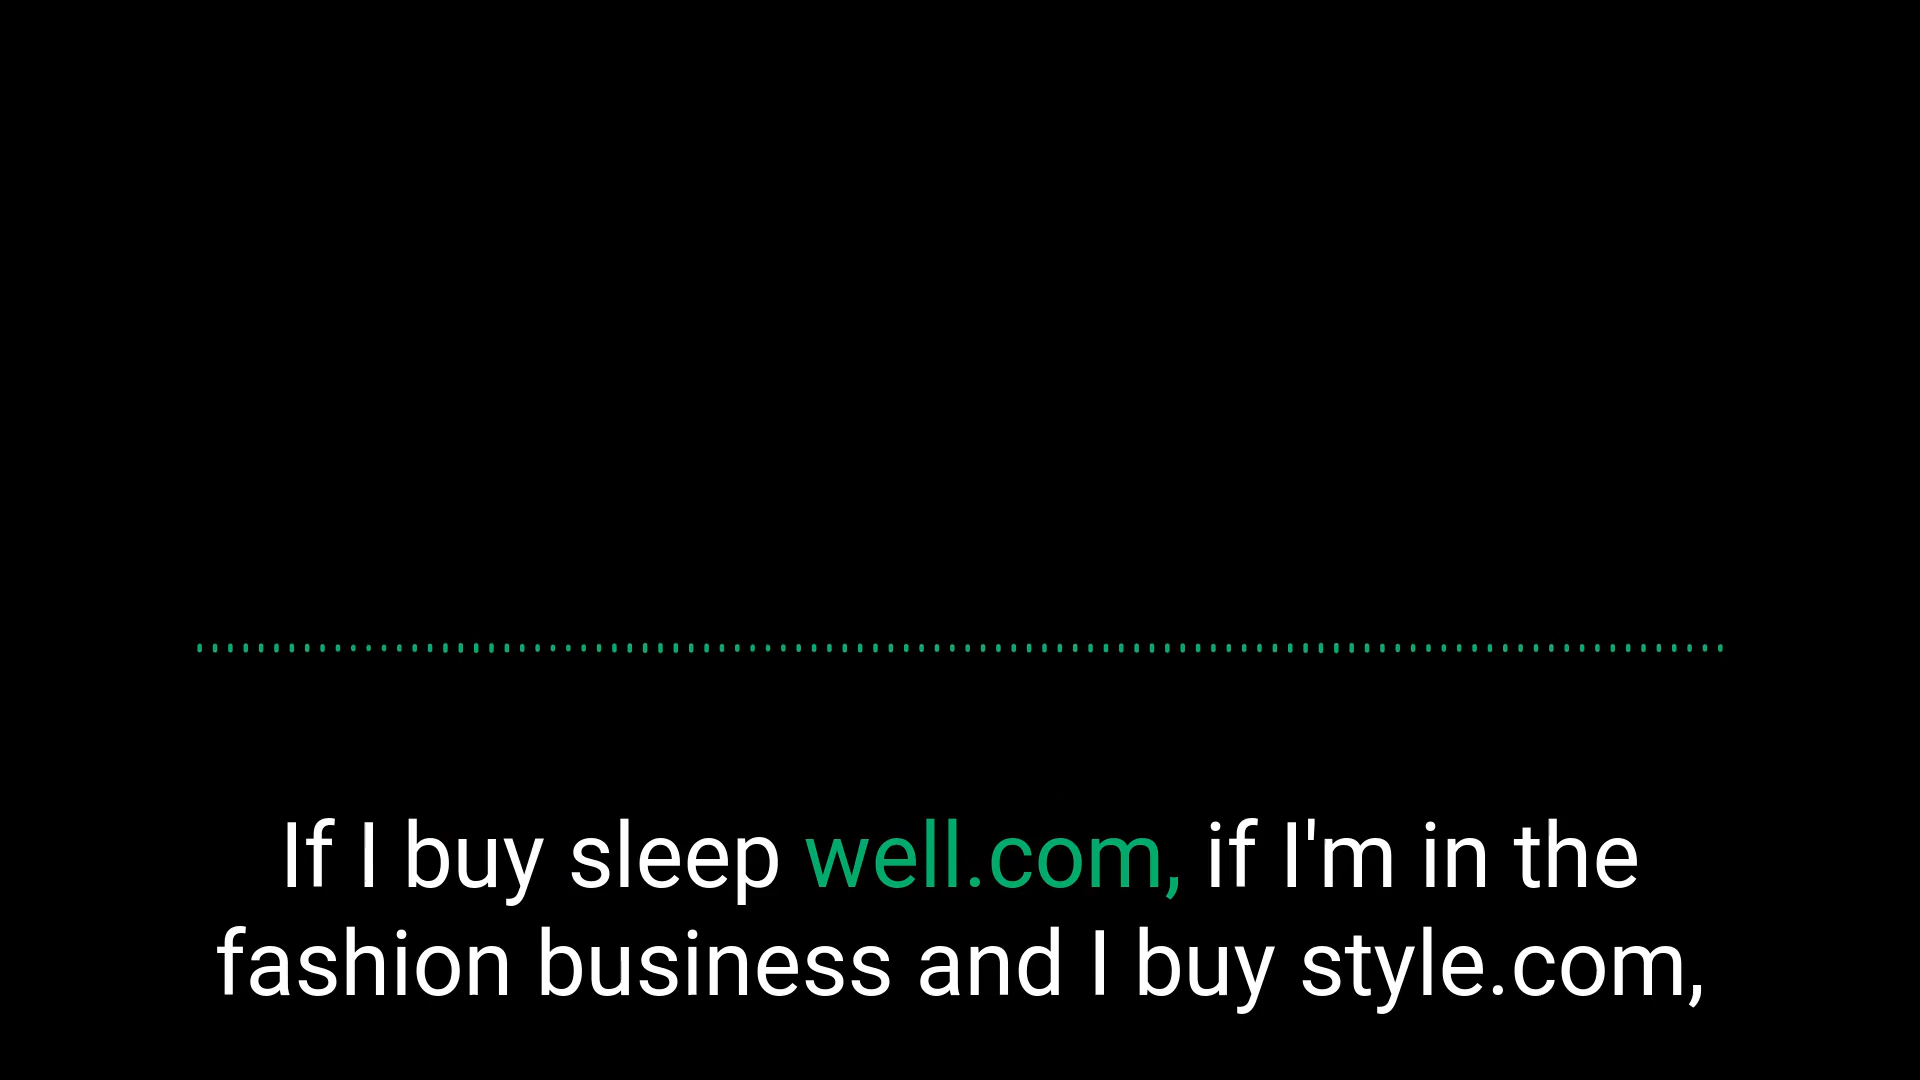 If I buy sleep well.com, if I'm in the
fashion business and I buy style.com,